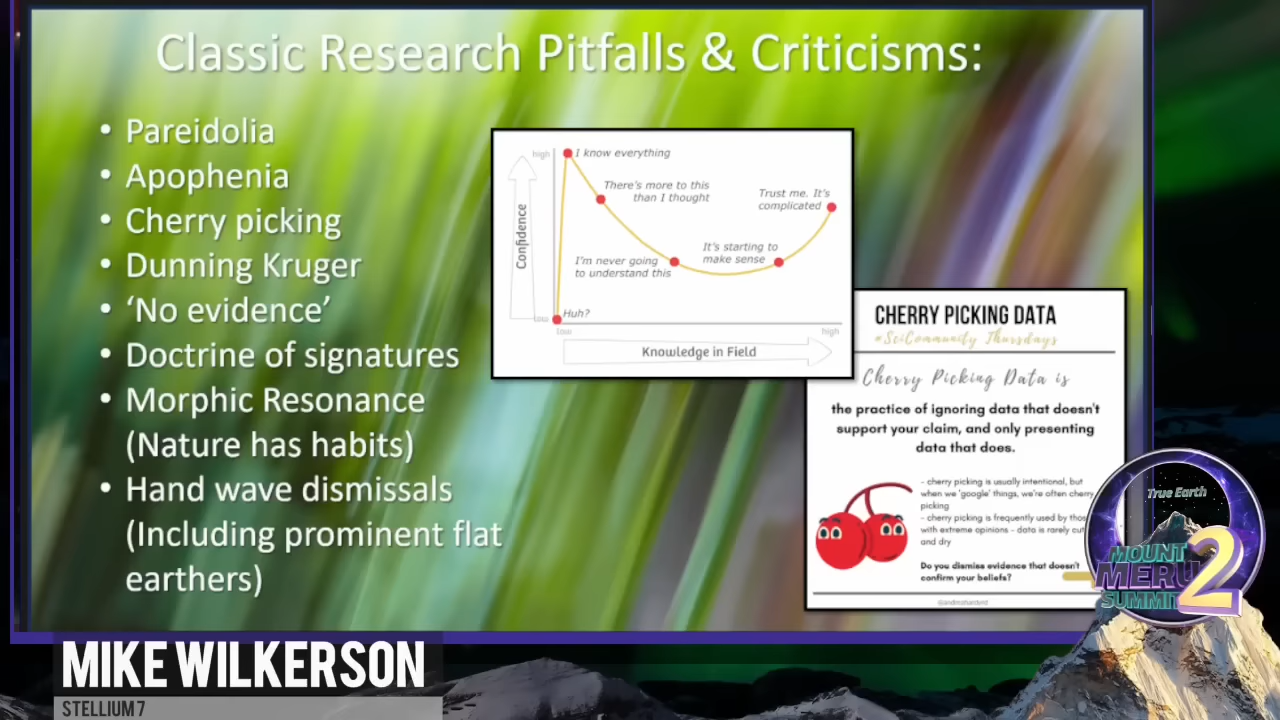 Classic Research Pitfalls & Criticisms:
• Pareidolia
• Apophenia
• Cherry picking
• Dunning Kruger
• ‘No evidence’
• Doctrine of signatures
• Morphic Resonance
(Nature has habits)
• Hand wave dismissals
(Including prominent flat
earthers)
high
I know everything
There's more to this
than I thought
Trust me. It's
complicated
Confidence
I'm never going
to understand this
It's starting to
make sense
Huh?
low
low
high
Knowledge in Field
CHERRY PICKING DATA
#SciCommunity Thursdays
Cherry Picking Data is
the practice of ignoring data that doesn't
support your claim, and only presenting
data that does.
- cherry picking is usually intentional, but
when we 'google' things, we're often cherry
picking
- cherry picking is frequently used by
with extreme opinions - data is rarely cut
and dry
Do you dismiss evidence that doesn't
confirm your beliefs?
True Earth
MOUNT
MERU
SUMMIT
2
MIKE WILKERSON
STELLIUM 7